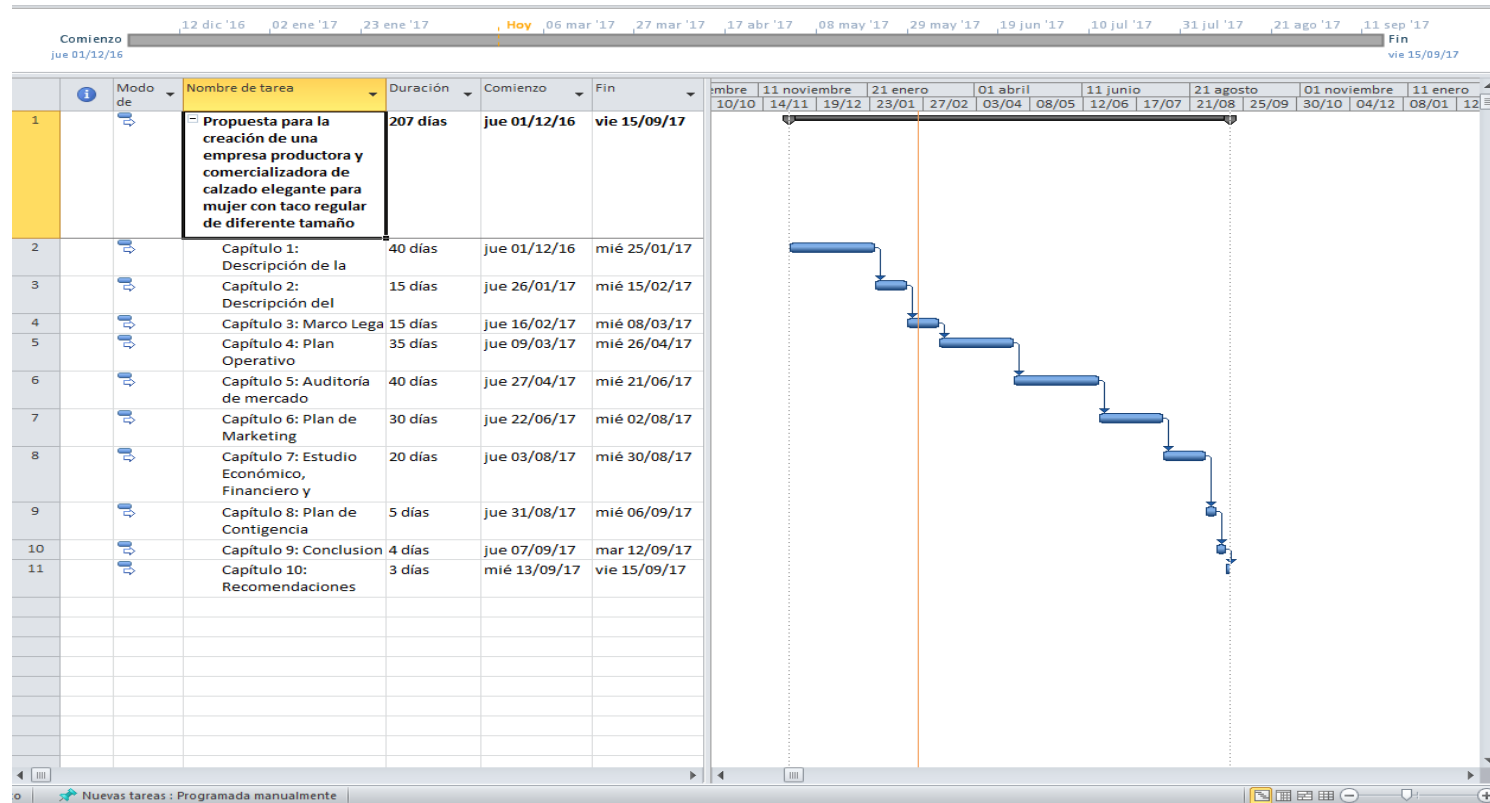 12 dic '16 02 ene '17 23 ene '17 Hoy 06 mar '17 27 mar '17 17 abr '17 08 may '17 29 may '17 19 jun '17 10 jul '17 31 jul '17 21 ago '17 11 sep '17
Comienzo Fin
jue 01/12/16 vie 15/09/17
Modo de Nombre de tarea Duración Comienzo Fin
embre 11 noviembre 21 enero 01 abril 11 junio 21 agosto 01 noviembre 11 enero
10/10 14/11 19/12 23/01 27/02 03/04 08/05 12/06 17/07 21/08 25/09 30/10 04/12 08/01 12
1 Propuesta para la 207 días jue 01/12/16 vie 15/09/17
creación de una
empresa productora y
comercializadora de
calzado elegante para
mujer con taco regular
de diferente tamaño
2 Capítulo 1: 40 días jue 01/12/16 mié 25/01/17
Descripción de la
3 Capítulo 2: 15 días jue 26/01/17 mié 15/02/17
Descripción del
4 Capítulo 3: Marco Lega 15 días jue 16/02/17 mié 08/03/17
5 Capítulo 4: Plan 35 días jue 09/03/17 mié 26/04/17
Operativo
6 Capítulo 5: Auditoría 40 días jue 27/04/17 mié 21/06/17
de mercado
7 Capítulo 6: Plan de 30 días jue 22/06/17 mié 02/08/17
Marketing
8 Capítulo 7: Estudio 20 días jue 03/08/17 mié 30/08/17
Económico,
Financiero y
9 Capítulo 8: Plan de 5 días jue 31/08/17 mié 06/09/17
Contigencia
10 Capítulo 9: Conclusion 4 días jue 07/09/17 mar 12/09/17
11 Capítulo 10: 3 días mié 13/09/17 vie 15/09/17
Recomendaciones
o Nuevas tareas : Programada manualmente